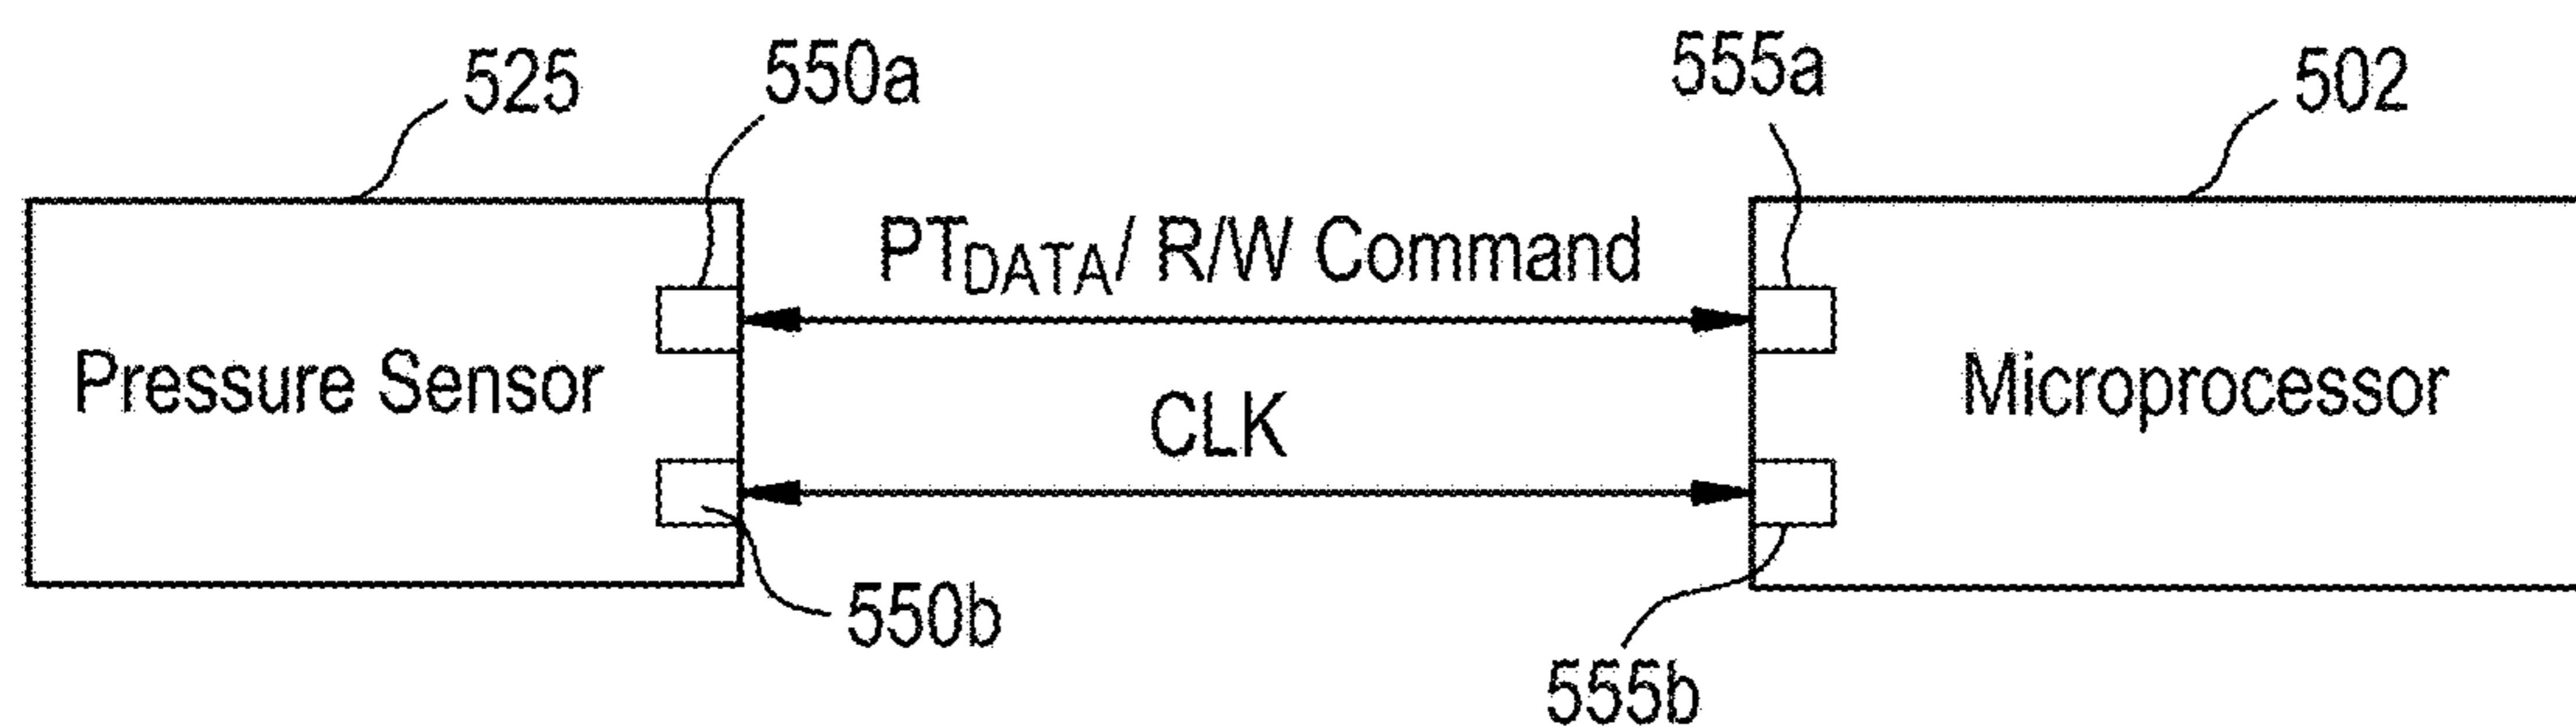 525
550a
555a
502
PTDATA/ R/W Command
Pressure Sensor
CLK
Microprocessor
550b
555b